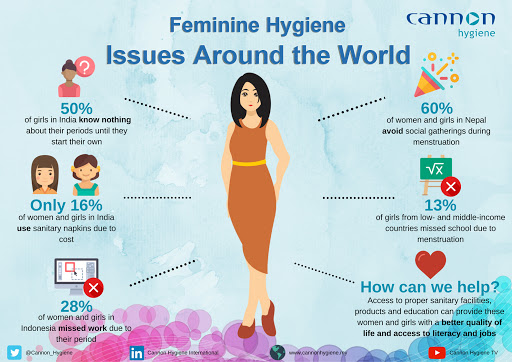 Feminine Hygiene
Issues Around the World
cannon
hygiene
?
50%
of girls in India know nothing
about their periods until they
start their own
60%
of women and girls in Nepal
avoid social gatherings during
menstruation
Only 16%
of women and girls in India
use sanitary napkins due to
cost
√x
13%
of girls from low- and middle-income
countries missed school due to
menstruation
28%
of women and girls in
Indonesia missed work due to
their period
How can we help?
Access to proper sanitary facilities,
products and education can provide these
women and girls with a better quality of
life and access to literacy and jobs
@Cannon_Hygiene
in
Cannon Hygiene International
Cannon Hygiene TV